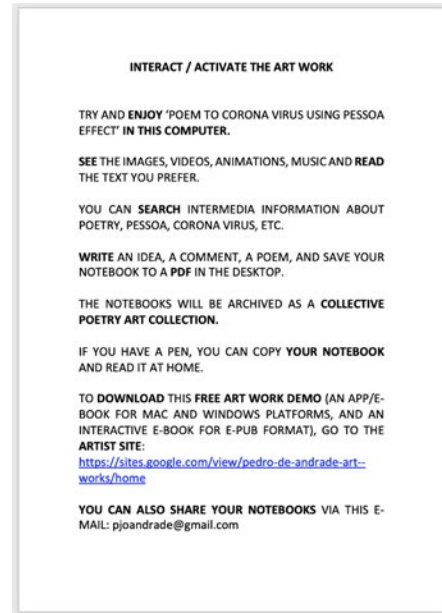 INTERACT / ACTIVATE THE ART WORK
TRY AND ENJOY ‘POEM TO CORONA VIRUS USING PESSOA
EFFECT’ IN THIS COMPUTER.
SEE THE IMAGES, VIDEOS, ANIMATIONS, MUSIC AND READ
THE TEXT YOU PREFER.
YOU CAN SEARCH INTERMEDIA INFORMATION ABOUT
POETRY, PESSOA, CORONA VIRUS, ETC.
WRITE AN IDEA, A COMMENT, A POEM, AND SAVE YOUR
NOTEBOOK TO A PDF IN THE DESKTOP.
THE NOTEBOOKS WILL BE ARCHIVED AS A COLLECTIVE
POETRY ART COLLECTION.
IF YOU HAVE A PEN, YOU CAN COPY YOUR NOTEBOOK
AND READ IT AT HOME.
TO DOWNLOAD THIS FREE ART WORK DEMO (AN APP/E-
BOOK FOR MAC AND WINDOWS PLATFORMS, AND AN
INTERACTIVE E-BOOK FOR E-PUB FORMAT), GO TO THE
ARTIST SITE:
https://sites.google.com/view/pedro-de-andrade-art--
works/home
YOU CAN ALSO SHARE YOUR NOTEBOOKS VIA THIS E-
MAIL: pjoandrade@gmail.com